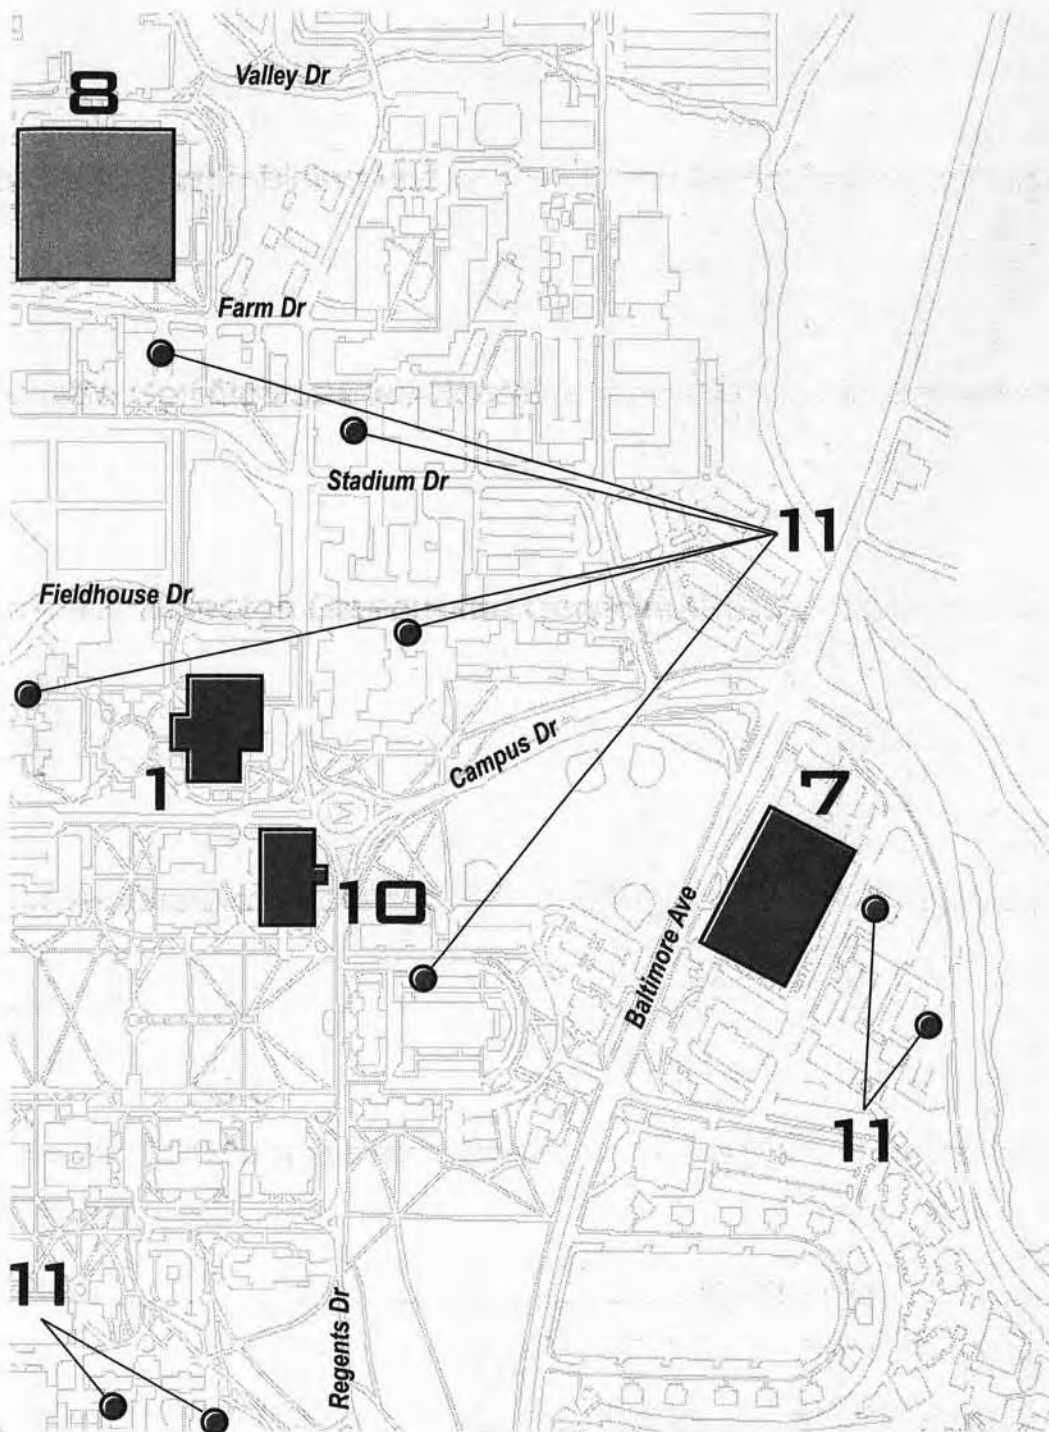 Valley Dr
8
Farm Dr
Stadium Dr
11
Fieldhouse Dr
Campus Dr
1
7
10
Baltimore Ave
11
11
Regents Dr